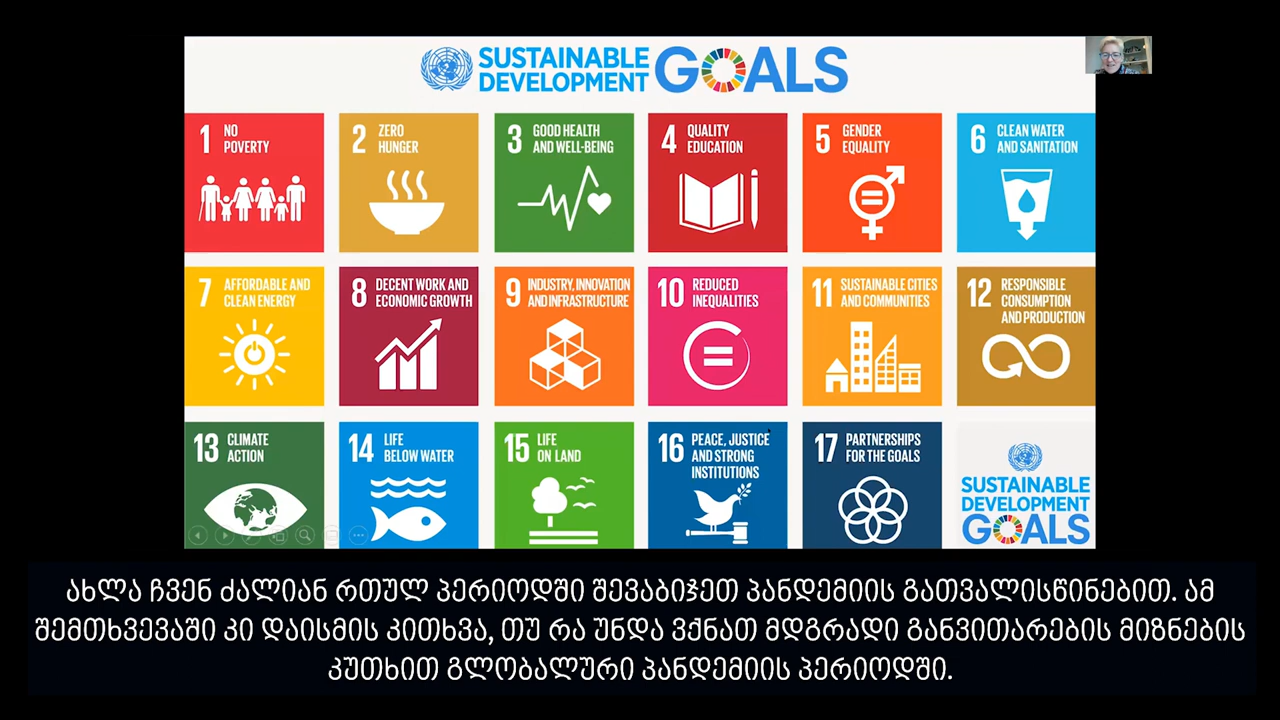 SUSTAINABLE
DEVELOPMENT
GOALS
1 NO
POVERTY
2 ZERO
HUNGER
3 GOOD HEALTH
AND WELL-BEING
4 QUALITY
EDUCATION
5 GENDER
EQUALITY
6 CLEAN WATER
AND SANITATION
7 AFFORDABLE AND
CLEAN ENERGY
8 DECENT WORK AND
ECONOMIC GROWTH
9 INDUSTRY, INNOVATION
AND INFRASTRUCTURE
10 REDUCED
INEQUALITIES
11 SUSTAINABLE CITIES
AND COMMUNITIES
12 RESPONSIBLE
CONSUMPTION
AND PRODUCTION
13 CLIMATE
ACTION
14 LIFE
BELOW WATER
15 LIFE
ON LAND
16 PEACE, JUSTICE
AND STRONG
INSTITUTIONS
17 PARTNERSHIPS
FOR THE GOALS
SUSTAINABLE
DEVELOPMENT
GOALS
ახლა ჩვენ ძალიან რთულ პერიოდში შევაბიჯეთ პანდემიის გათვალისწინებით. ამ
შემთხვევაში კი დაისმის კითხვა, თუ რა უნდა ვქნათ მდგრადი განვითარების მიზნების
კუთხით გლობალური პანდემიის პერიოდში.